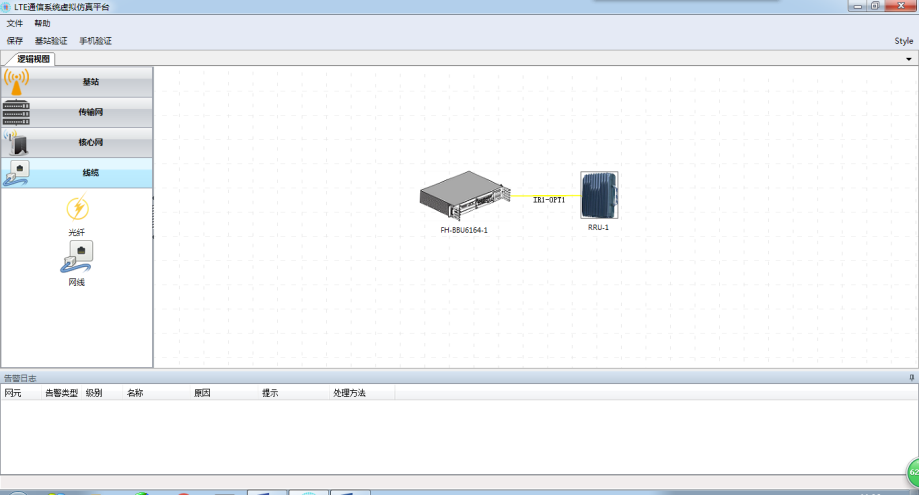 LTE通信系统虚拟仿真平台
文件 帮助
保存 基站验证 手机验证 Style
逻辑视图
基站
传输网
核心网
线缆
光纤
网线
IR1-OPT1
FH-BBU6164-1
RRU-1
告警日志
网元 告警类型 级别 名称 原因 提示 处理方法
62